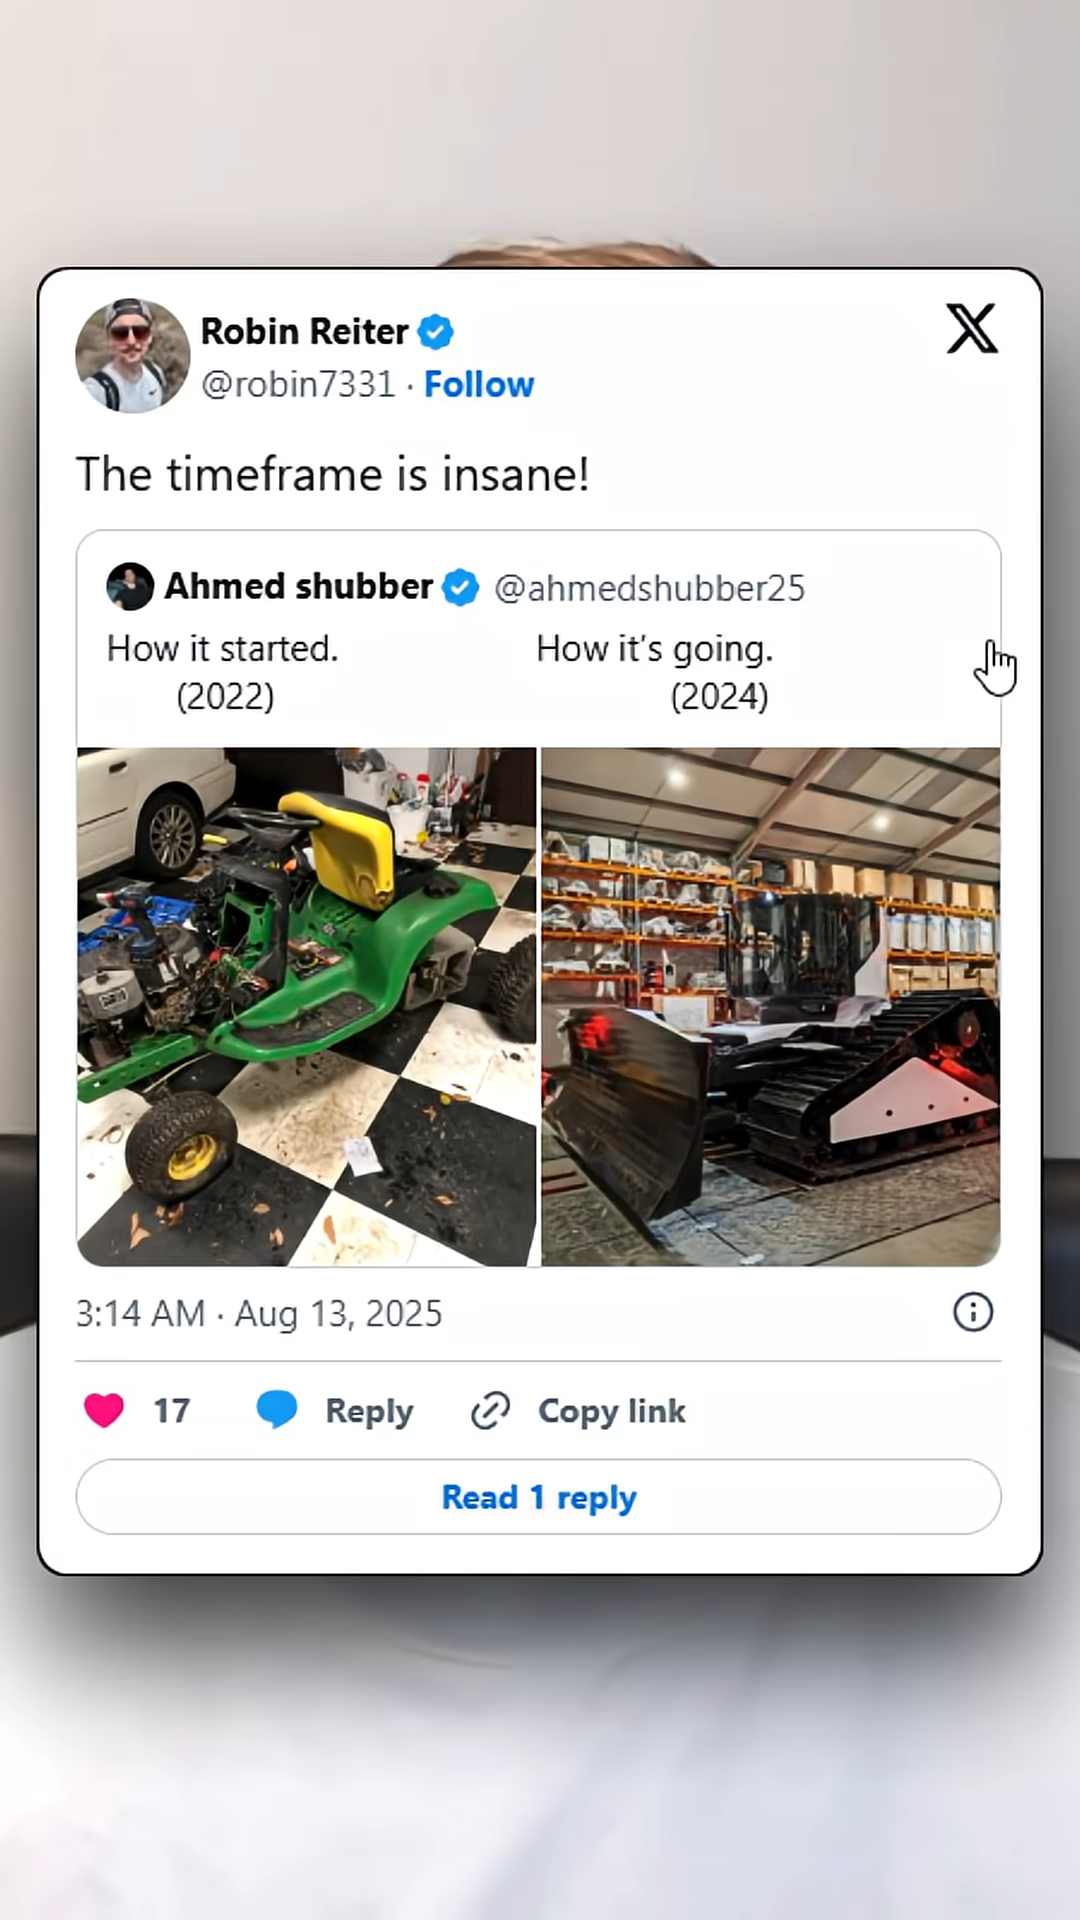 Robin Reiter
@robin7331 · Follow
The timeframe is insane!
Ahmed shubber @ahmedshubber25
How it started. How it's going.
(2022) (2024)
3:14 AM · Aug 13, 2025
17 Reply Copy link
Read 1 reply